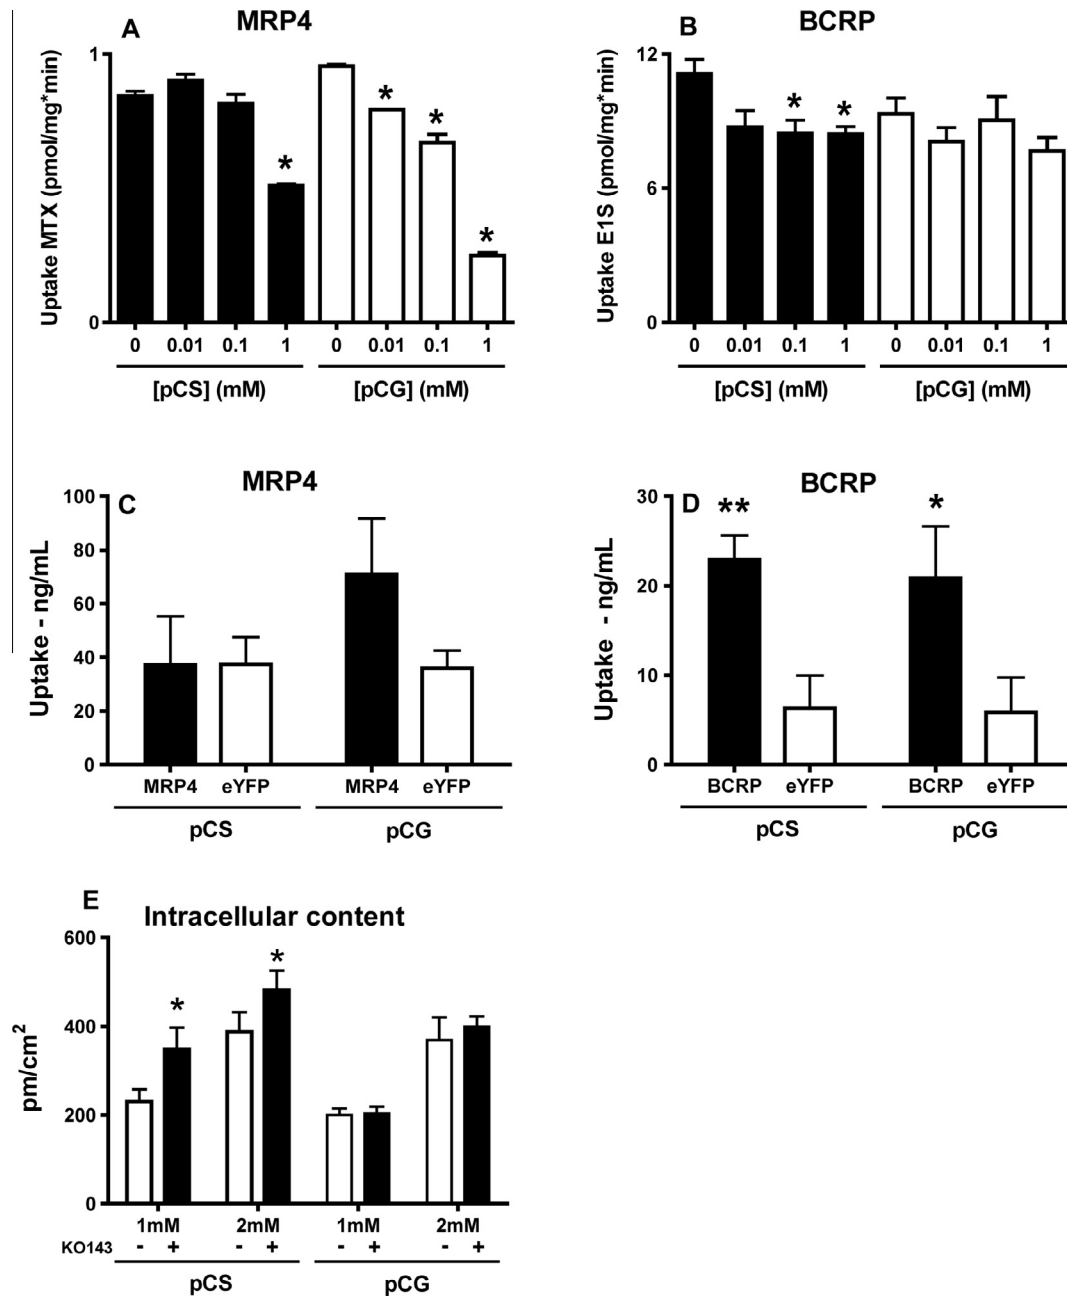 A MRP4
Uptake MTX (pmol/mg*min)
1
0
* * * *
0 0.01 0.1 1 0 0.01 0.1 1
[pCS] (mM) [pCG] (mM)
B BCRP
Uptake E1S (pmol/mg*min)
12
6
0
* *
0 0.01 0.1 1 0 0.01 0.1 1
[pCS] (mM) [pCG] (mM)
C MRP4
Uptake - ng/mL
100
80
60
40
20
0
MRP4 eYFP MRP4 eYFP
pCS pCG
D BCRP
Uptake - ng/mL
30
20
10
0
** *
BCRP eYFP BCRP eYFP
pCS pCG
E
Intracellular content
pm/cm²
600
400
200
0
* *
1mM 2mM 1mM 2mM
KO143 - + - + - + - +
pCS pCG